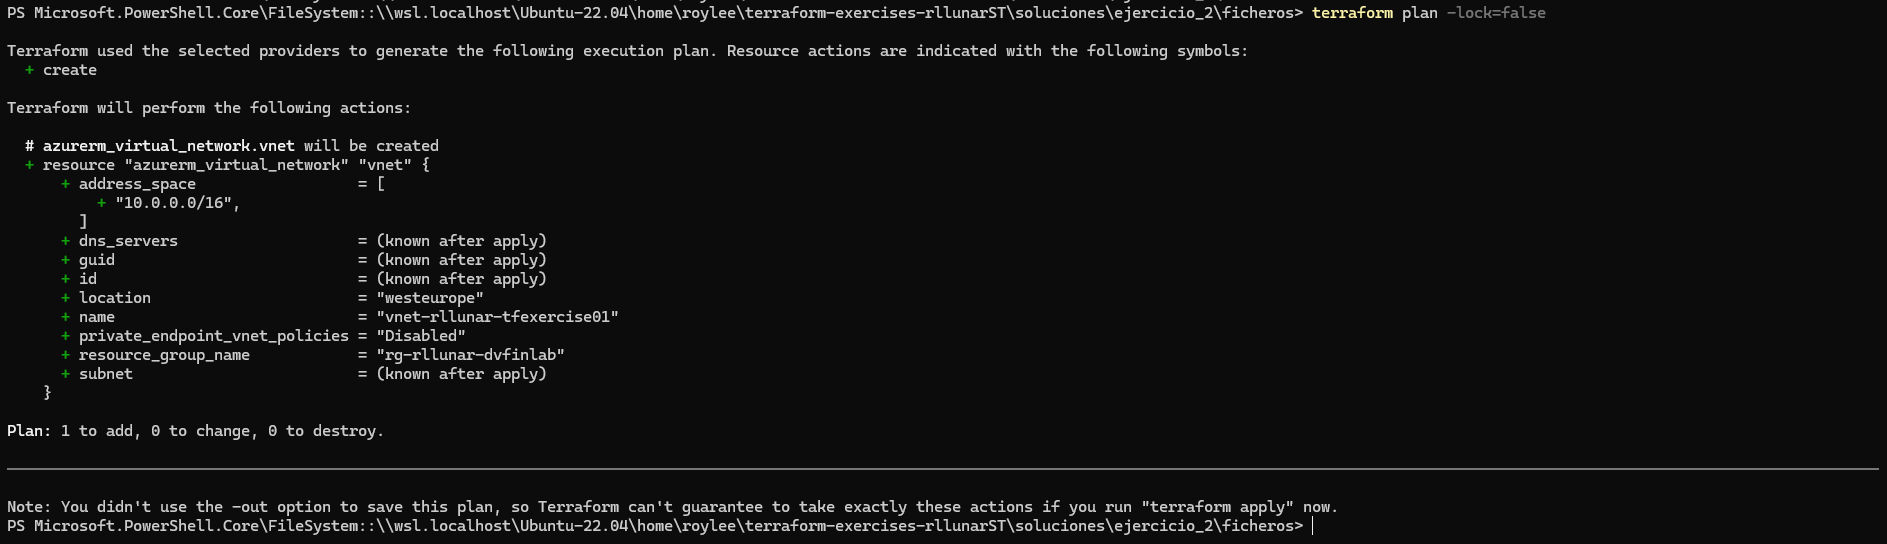 PS Microsoft.PowerShell.Core\FileSystem::\\wsl.localhost\Ubuntu-22.04\home\roylee\terraform-exercises-rllunarST\soluciones\ejercicio_2\ficheros> terraform plan -lock=false
Terraform used the selected providers to generate the following execution plan. Resource actions are indicated with the following symbols:
  + create
Terraform will perform the following actions:
  # azurerm_virtual_network.vnet will be created
  + resource "azurerm_virtual_network" "vnet" {
      + address_space                  = [
          + "10.0.0.0/16",
        ]
      + dns_servers                    = (known after apply)
      + guid                           = (known after apply)
      + id                             = (known after apply)
      + location                       = "westeurope"
      + name                           = "vnet-rllunar-tfexercise01"
      + private_endpoint_vnet_policies = "Disabled"
      + resource_group_name            = "rg-rllunar-dvfinlab"
      + subnet                         = (known after apply)
    }
Plan: 1 to add, 0 to change, 0 to destroy.
Note: You didn't use the -out option to save this plan, so Terraform can't guarantee to take exactly these actions if you run "terraform apply" now.
PS Microsoft.PowerShell.Core\FileSystem::\\wsl.localhost\Ubuntu-22.04\home\roylee\terraform-exercises-rllunarST\soluciones\ejercicio_2\ficheros>